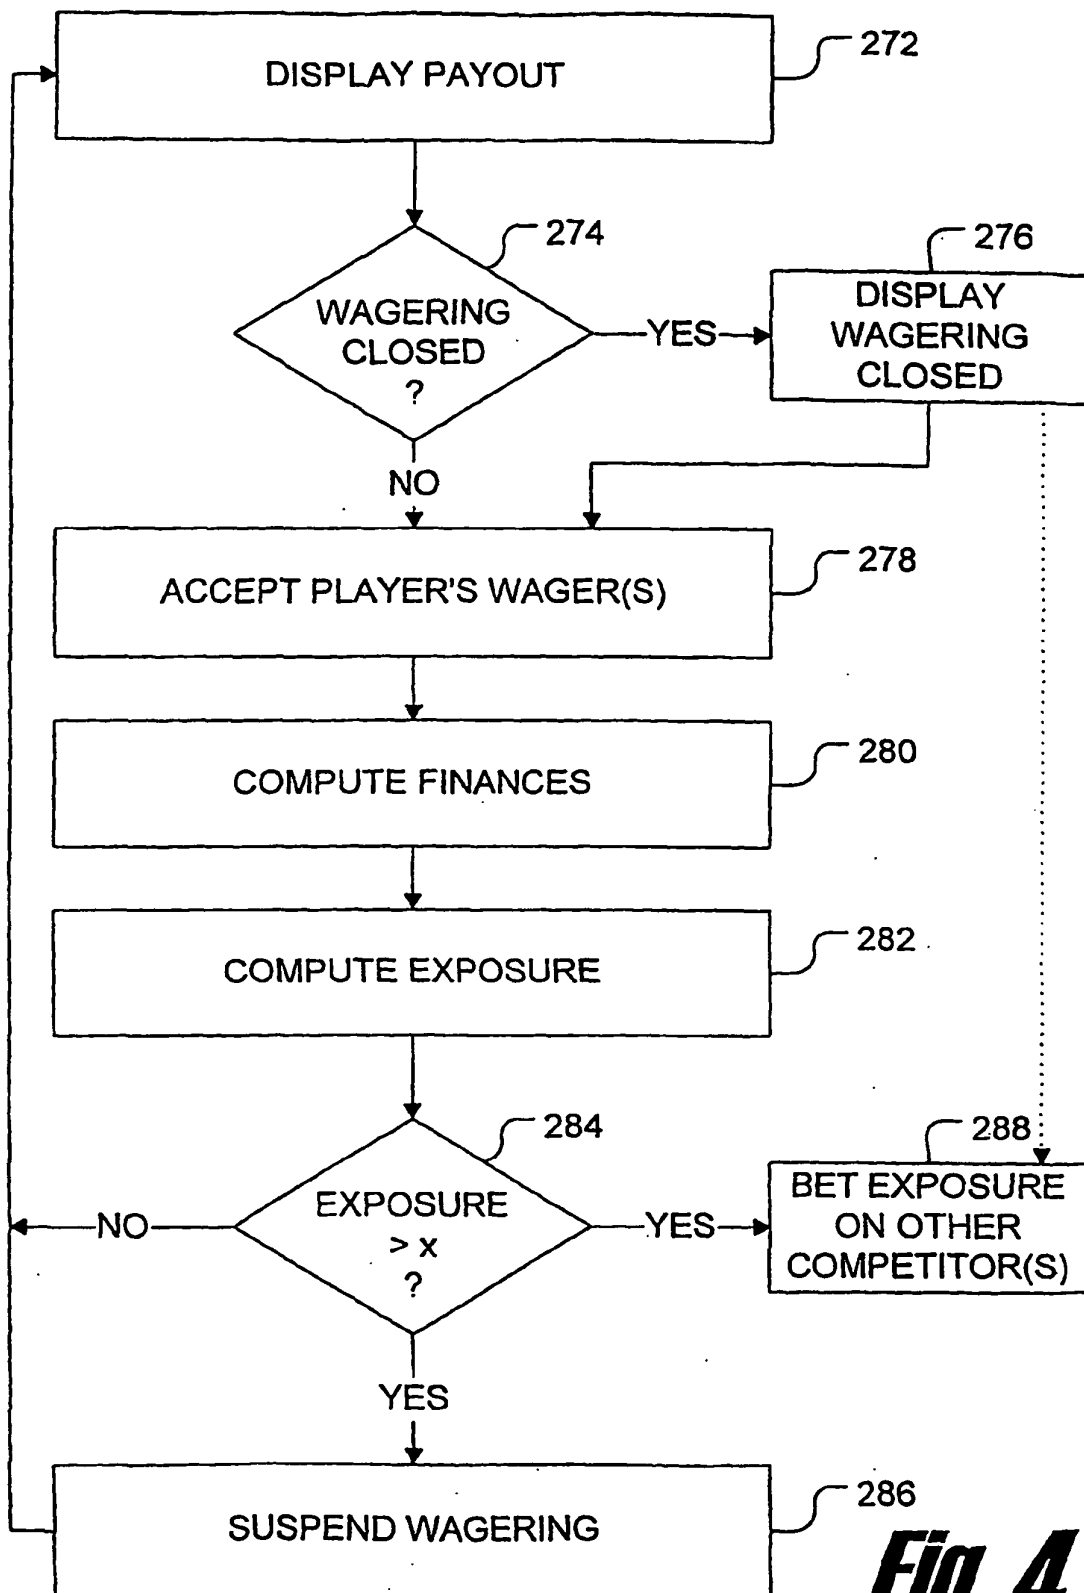 272
DISPLAY PAYOUT
274
276
WAGERING
CLOSED
?
YES
DISPLAY
WAGERING
CLOSED
NO
278
ACCEPT PLAYER'S WAGER(S)
280
COMPUTE FINANCES
282
COMPUTE EXPOSURE
284
288
NO
EXPOSURE
> x
?
YES
BET EXPOSURE
ON OTHER
COMPETITOR(S)
YES
286
SUSPEND WAGERING
Fig. 4